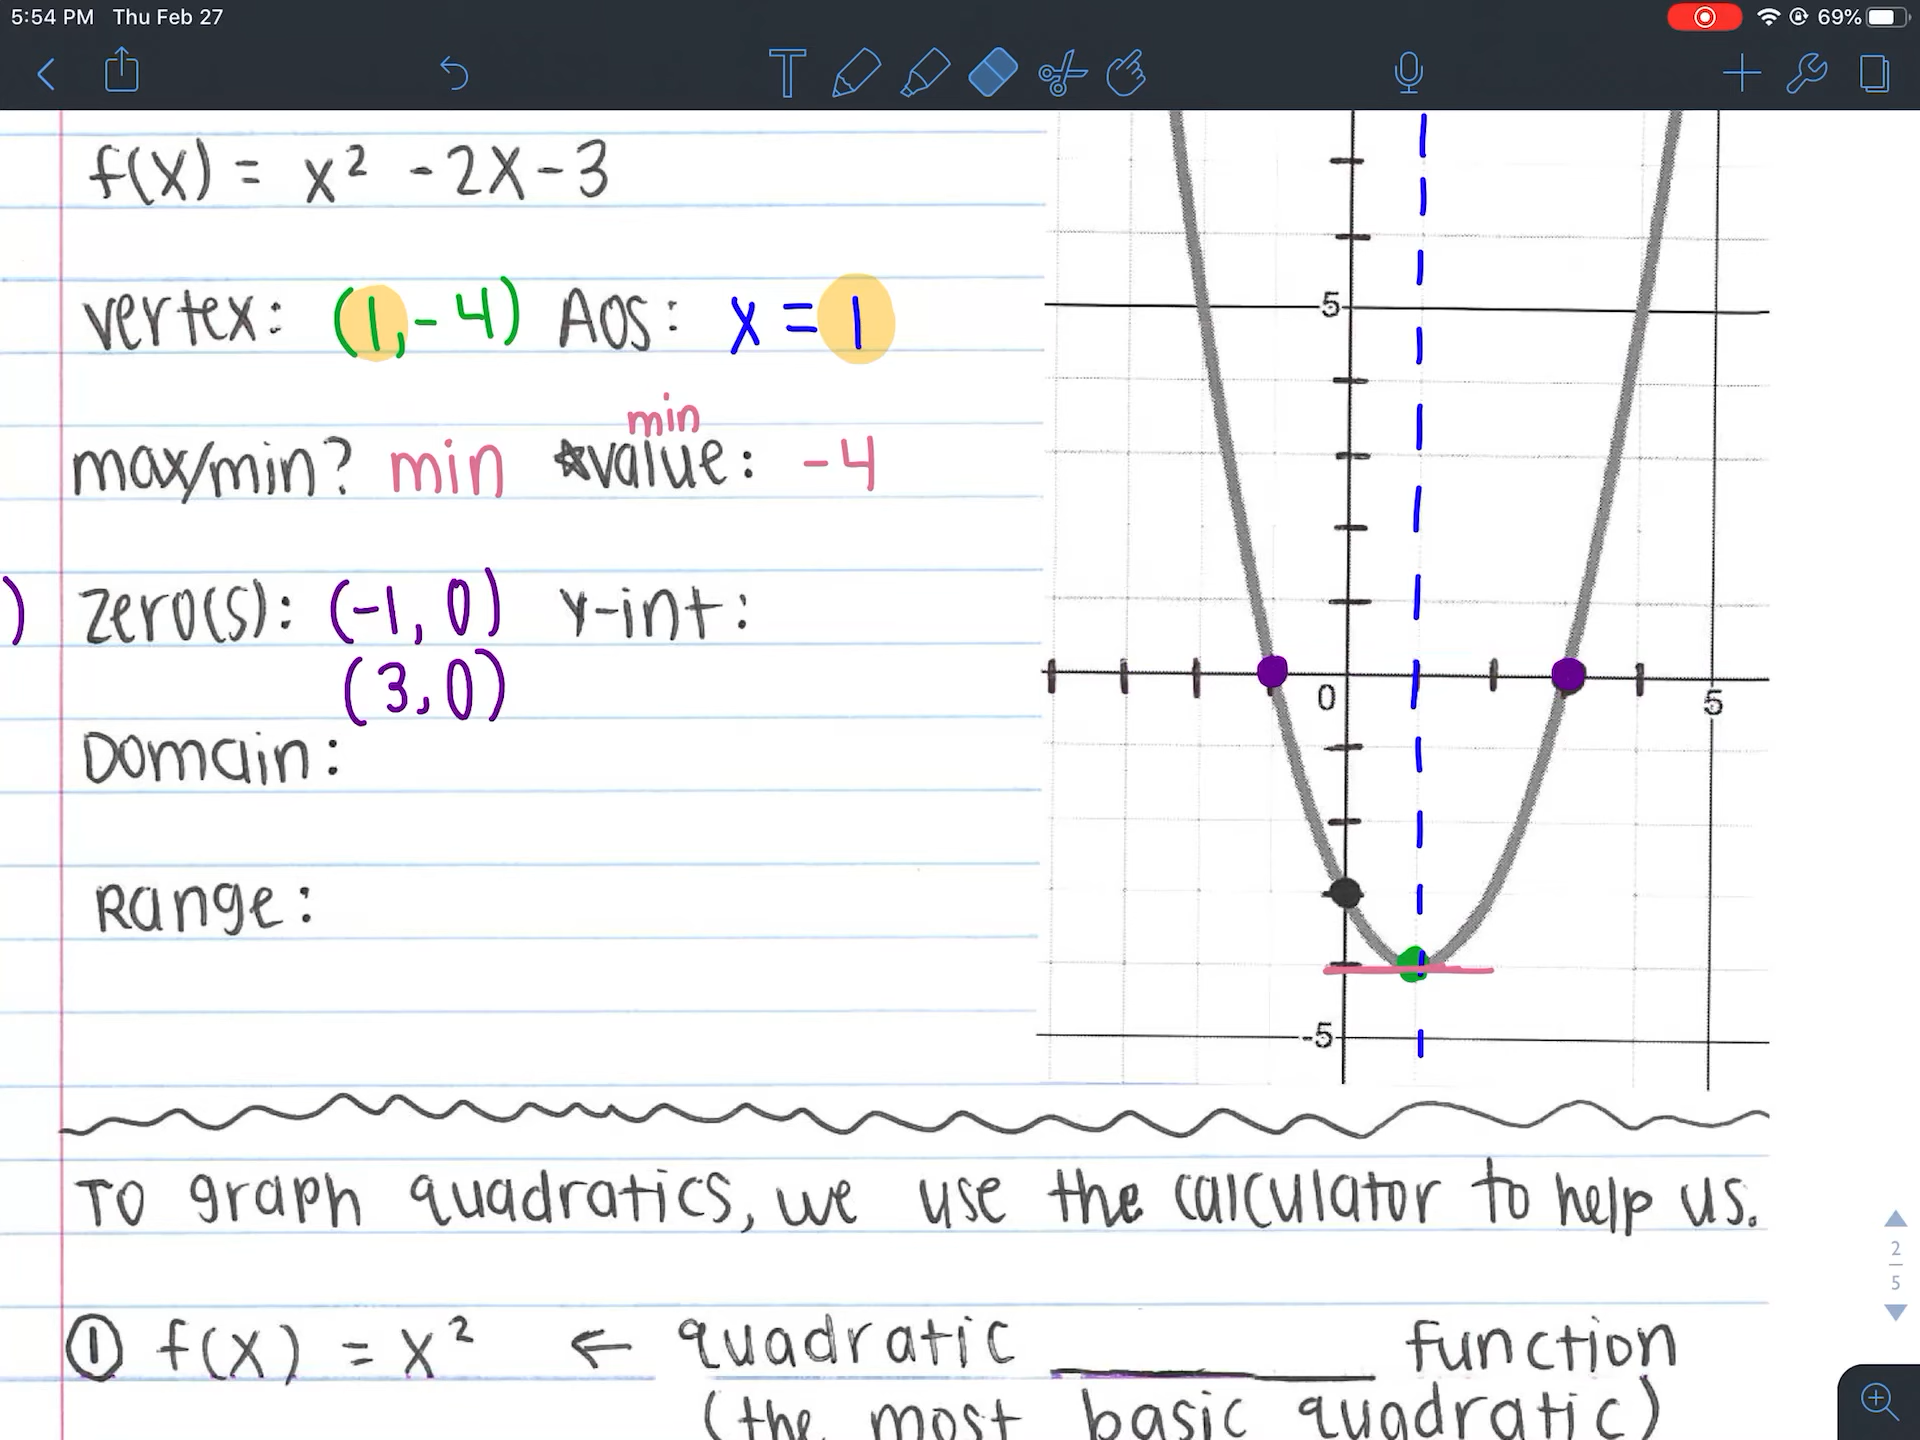 5:54 PM Thu Feb 27 69%
f(x) = x² -2x-3
vertex: (1,-4) AOS: x = 1
min
max/min? min *value: -4
) zero(s): (-1, 0) y-int:
(3,0)
Domain:
Range:
5
0
5
-5
To graph quadratics, we use the calculator to help us.
2
5
① f(x) = x² ← quadratic ______ function
(the most basic quadratic)